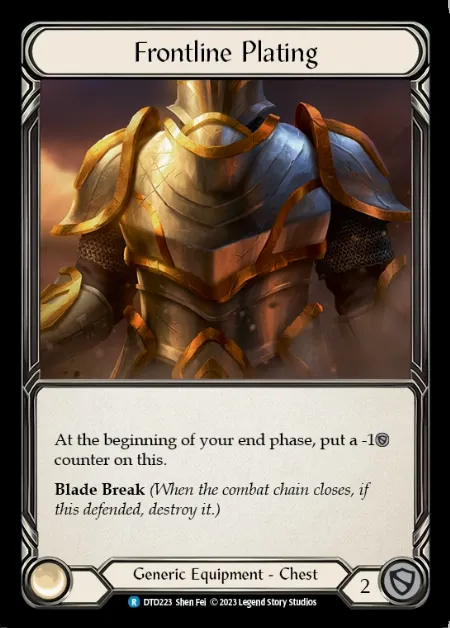 Frontline Plating
At the beginning of your end phase, put a -1
counter on this.
Blade Break (When the combat chain closes, if
this defended, destroy it.)
Generic Equipment - Chest
2
R DTD223 Shen Fei © 2023 Legend Story Studios